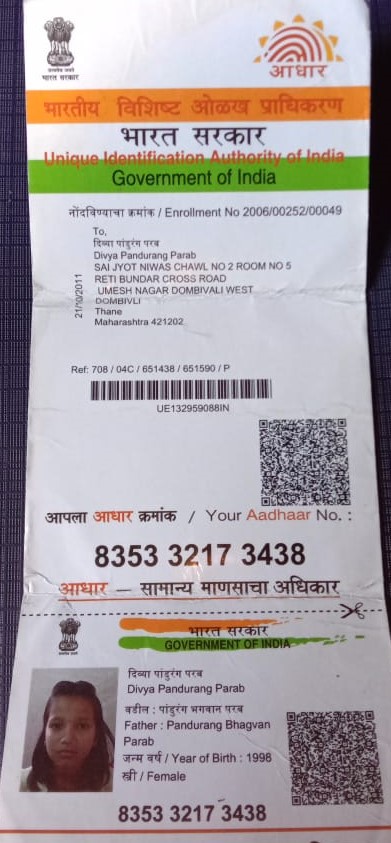 भारत सरकार
आधार
भारतीय विशिष्ट ओळख प्राधिकरण
भारत सरकार
Unique Identification Authority of India
Government of India
नोंदविण्याचा क्रमांक / Enrollment No 2006/00252/00049
To,
दिव्या पांडुरंग परब
Divya Pandurang Parab
SAI JYOT NIWAS CHAWL NO 2 ROOM NO 5
RETI BUNDAR CROSS ROAD
UMESH NAGAR DOMBIVALI WEST
DOMBIVLI
Thane
Maharashtra 421202
21/10/2011
Ref: 708 / 04C / 651438 / 651590 / P
UE132959088IN
आपला आधार क्रमांक / Your Aadhaar No. :
8353 3217 3438
आधार – सामान्य माणसाचा अधिकार
भारत सरकार
GOVERNMENT OF INDIA
दिव्या पांडुरंग परब
Divya Pandurang Parab
वडील : पांडुरंग भगवान परब
Father : Pandurang Bhagvan
Parab
जन्म वर्ष / Year of Birth : 1998
स्त्री / Female
8353 3217 3438